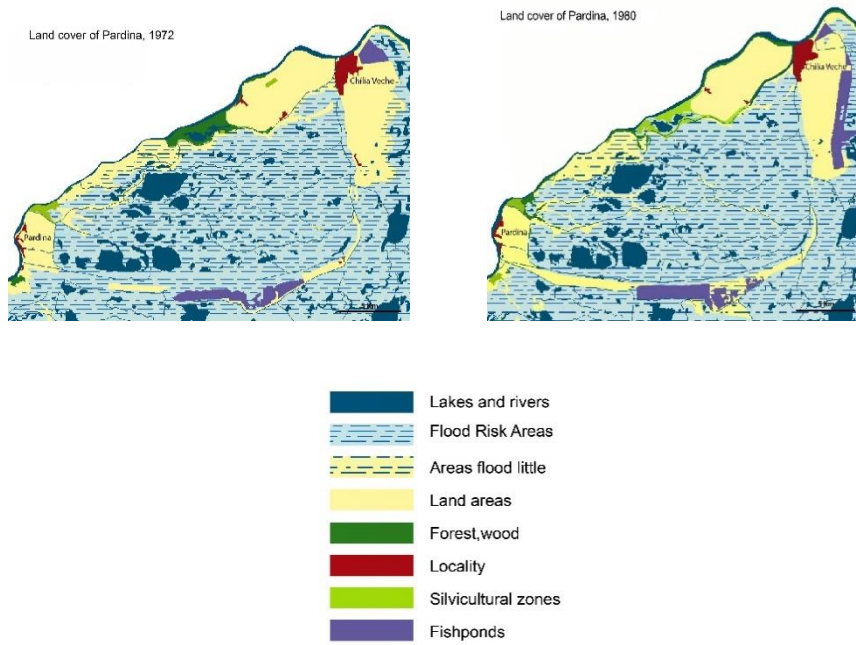 Land cover of Pardina, 1972
Chilia Veche
Pardina
Land cover of Pardina, 1980
Chilia Veche
Pardina
Lakes and rivers
Flood Risk Areas
Areas flood little
Land areas
Forest,wood
Locality
Silvicultural zones
Fishponds